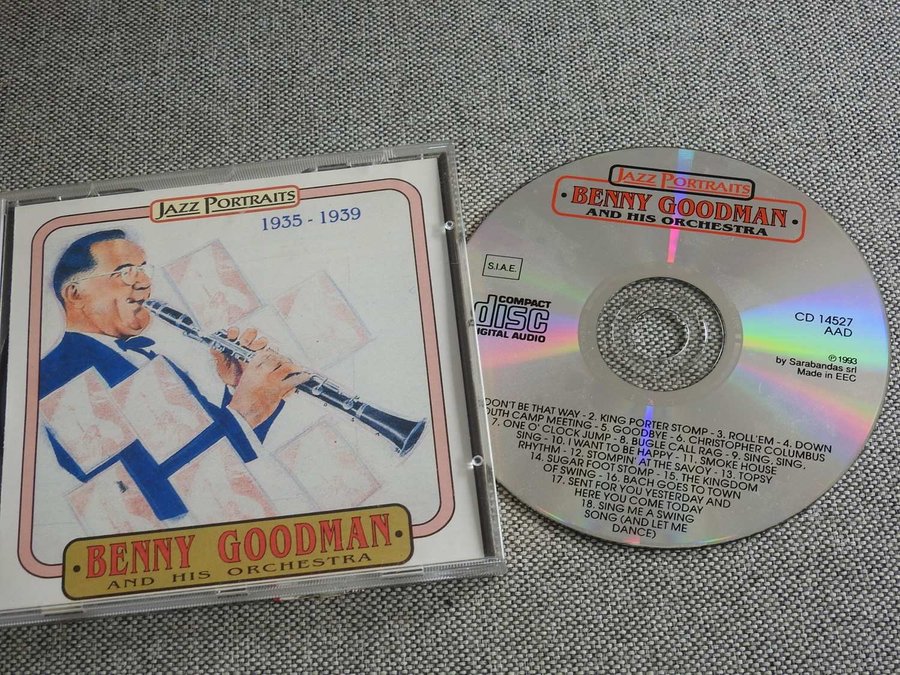 JAZZ PORTRAITS
1935 - 1939
· BENNY GOODMAN ·
AND HIS ORCHESTRA
JAZZ PORTRAITS
· BENNY GOODMAN ·
AND HIS ORCHESTRA
S.I.A.E.
COMPACT
disc
DIGITAL AUDIO
CD 14527
AAD
℗ 1993
by Sarabandas srl
Made in EEC
DON'T BE THAT WAY - 2. KING PORTER STOMP - 3. ROLL'EM - 4. DOWN
SOUTH CAMP MEETING - 5. GOODBYE - 6. CHRISTOPHER COLUMBUS
7. ONE O' CLOCK JUMP - 8. BUGLE CALL RAG - 9. SING, SING,
SING - 10. I WANT TO BE HAPPY - 11. SMOKE HOUSE
RHYTHM - 12. STOMPIN' AT THE SAVOY - 13. TOPSY
14. SUGAR FOOT STOMP - 15. THE KINGDOM
OF SWING - 16. BACH GOES TO TOWN
17. SENT FOR YOU YESTERDAY AND
HERE YOU COME TODAY
18. SING ME A SWING
SONG (AND LET ME
DANCE)